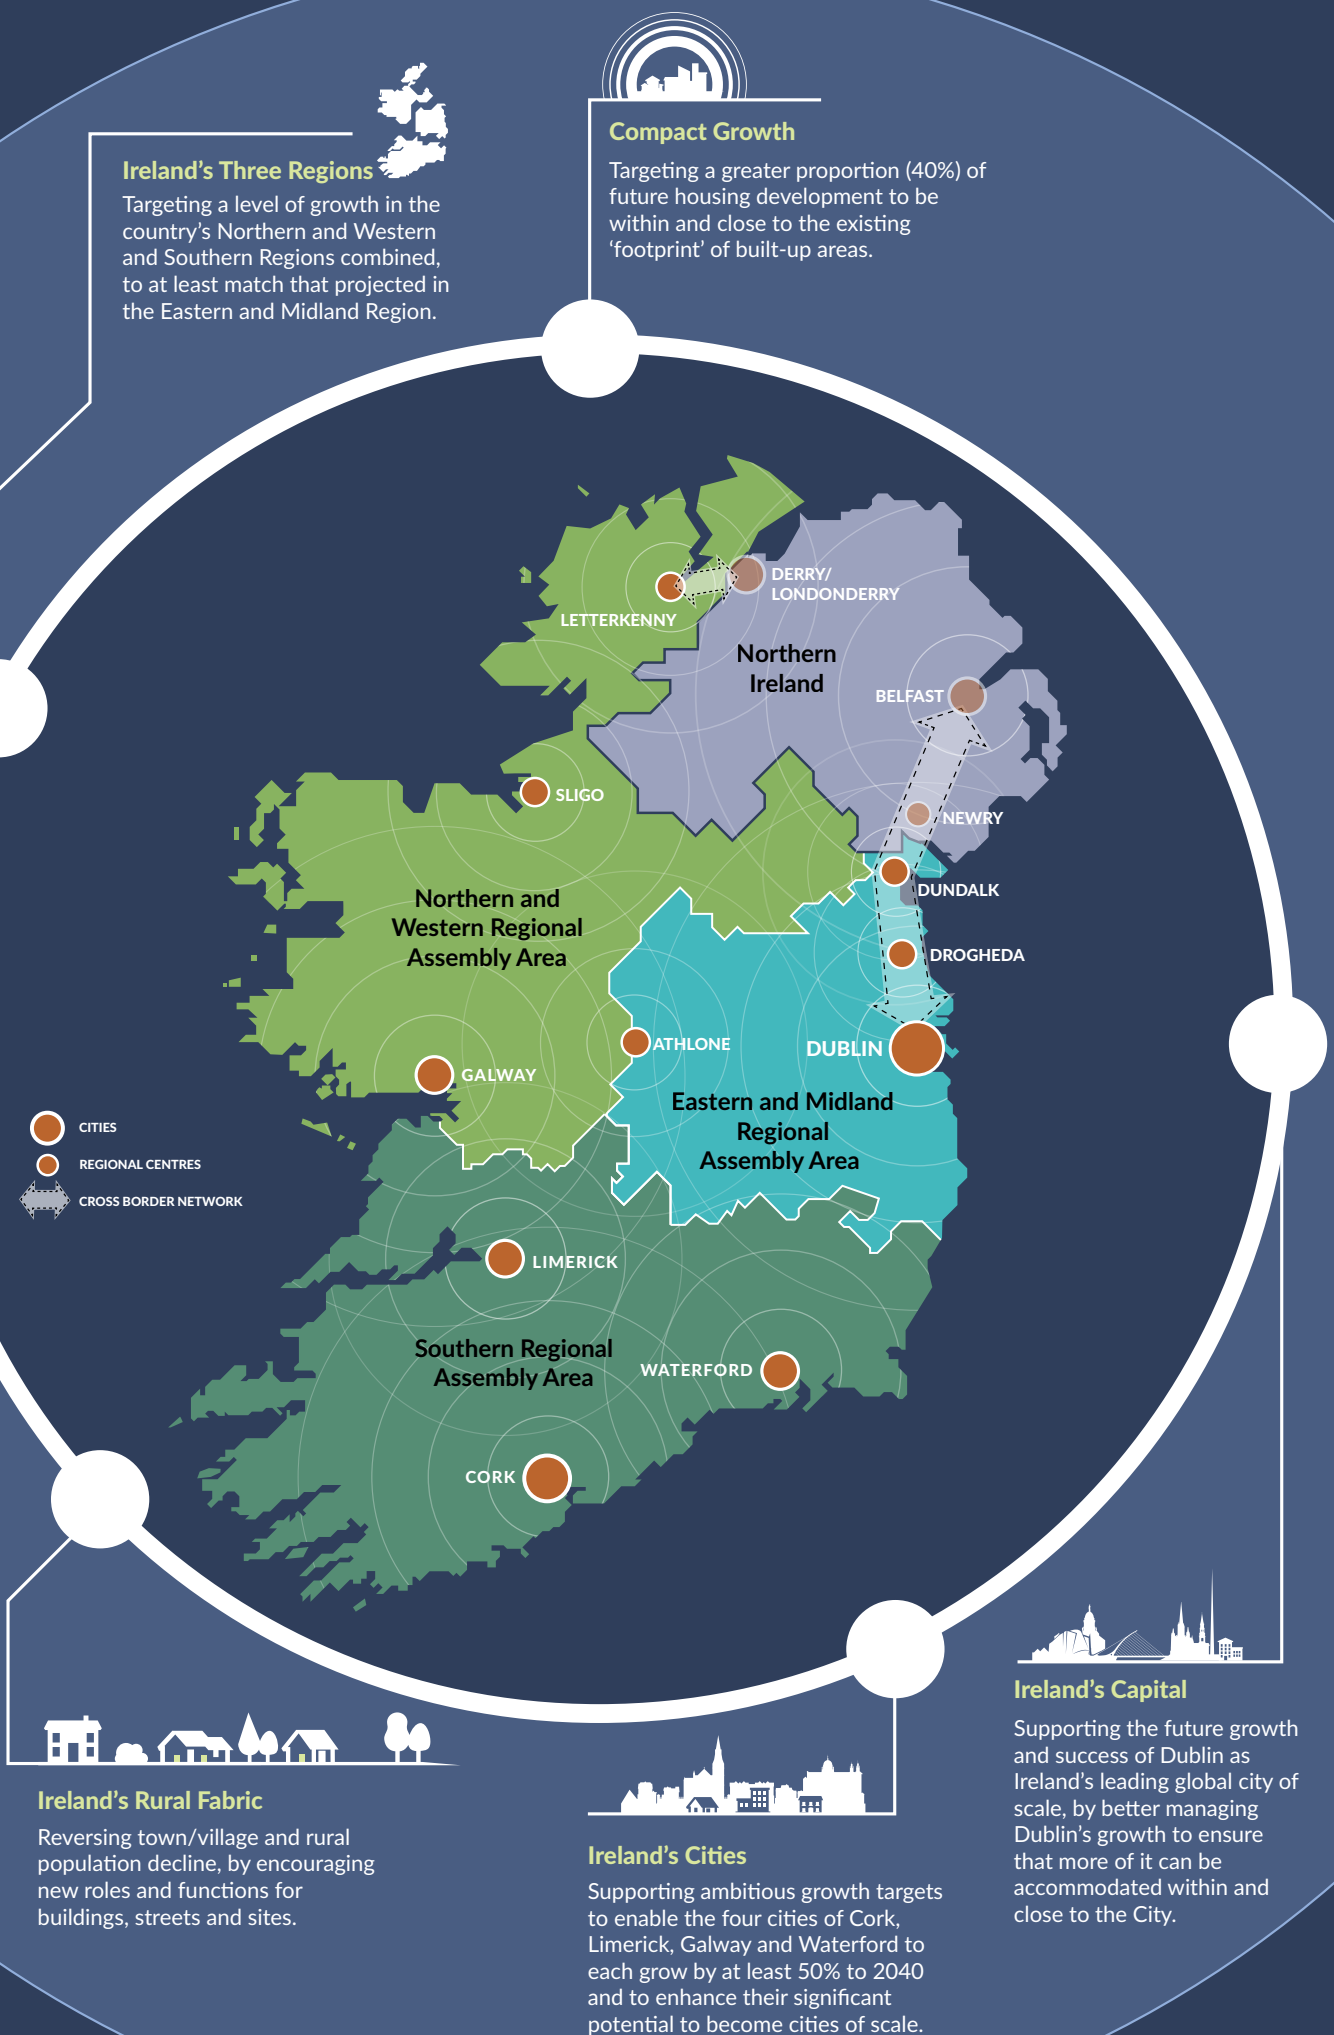 Ireland's Three Regions
Targeting a level of growth in the
country's Northern and Western
and Southern Regions combined,
to at least match that projected in
the Eastern and Midland Region.
Compact Growth
Targeting a greater proportion (40%) of
future housing development to be
within and close to the existing
'footprint' of built-up areas.
LETTERKENNY
DERRY/
LONDONDERRY
Northern
Ireland
BELFAST
SLIGO
NEWRY
DUNDALK
Northern and
Western Regional
Assembly Area
DROGHEDA
ATHLONE
DUBLIN
GALWAY
Eastern and Midland
Regional
Assembly Area
CITIES
REGIONAL CENTRES
CROSS BORDER NETWORK
LIMERICK
Southern Regional
Assembly Area
WATERFORD
CORK
Ireland's Rural Fabric
Reversing town/village and rural
population decline, by encouraging
new roles and functions for
buildings, streets and sites.
Ireland's Cities
Supporting ambitious growth targets
to enable the four cities of Cork,
Limerick, Galway and Waterford to
each grow by at least 50% to 2040
and to enhance their significant
potential to become cities of scale.
Ireland's Capital
Supporting the future growth
and success of Dublin as
Ireland's leading global city of
scale, by better managing
Dublin's growth to ensure
that more of it can be
accommodated within and
close to the City.